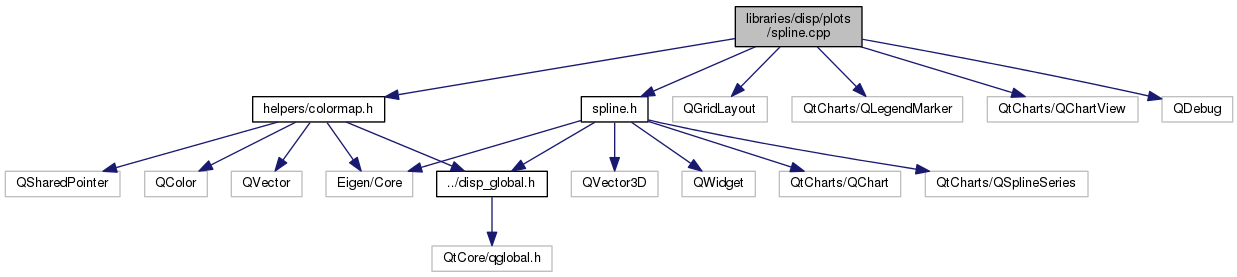 libraries/disp/plots
/spline.cpp
helpers/colormap.h
spline.h
QGridLayout
QtCharts/QLegendMarker
QtCharts/QChartView
QDebug
QSharedPointer
QColor
QVector
Eigen/Core
../disp_global.h
QVector3D
QWidget
QtCharts/QChart
QtCharts/QSplineSeries
QtCore/qglobal.h